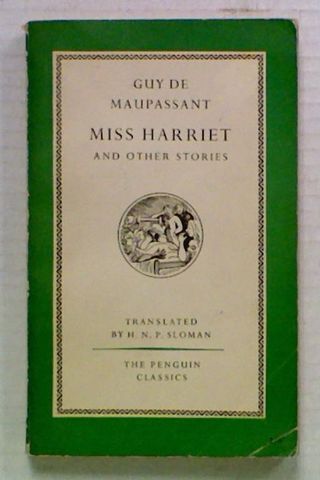 GUY DE
MAUPASSANT
MISS HARRIET
AND OTHER STORIES
TRANSLATED
BY H. N. P. SLOMAN
THE PENGUIN
CLASSICS